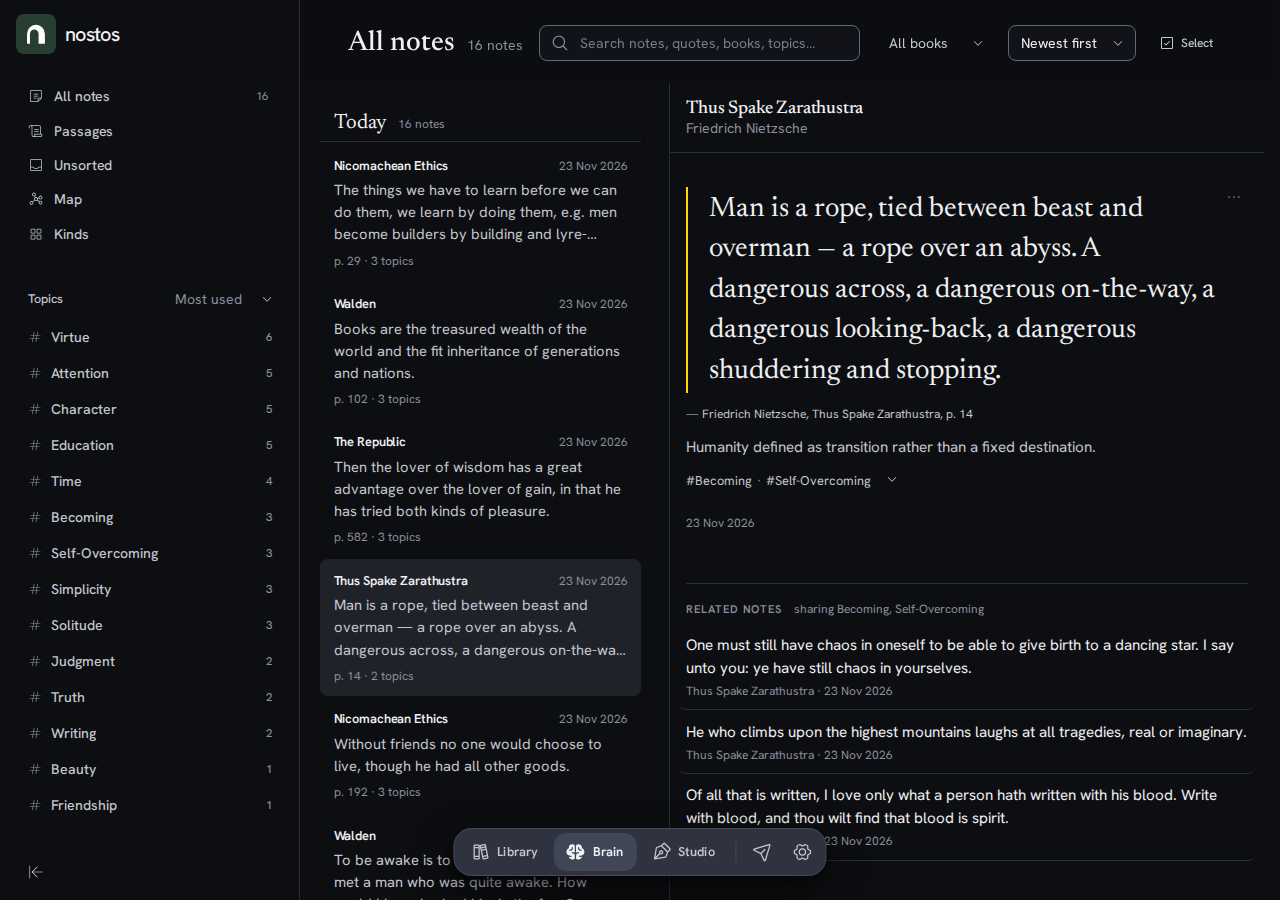 nostos
All notes 16
Passages
Unsorted
Map
Kinds
Topics Most used
# Virtue 6
# Attention 5
# Character 5
# Education 5
# Time 4
# Becoming 3
# Self-Overcoming 3
# Simplicity 3
# Solitude 3
# Judgment 2
# Truth 2
# Writing 2
# Beauty 1
# Friendship 1
All notes 16 notes
Search notes, quotes, books, topics...
All books
Newest first
Select
Today 16 notes
Nicomachean Ethics 23 Nov 2026
The things we have to learn before we can
do them, we learn by doing them, e.g. men
become builders by building and lyre-...
p. 29 · 3 topics
Walden 23 Nov 2026
Books are the treasured wealth of the
world and the fit inheritance of generations
and nations.
p. 102 · 3 topics
The Republic 23 Nov 2026
Then the lover of wisdom has a great
advantage over the lover of gain, in that he
has tried both kinds of pleasure.
p. 582 · 3 topics
Thus Spake Zarathustra 23 Nov 2026
Man is a rope, tied between beast and
overman — a rope over an abyss. A
dangerous across, a dangerous on-the-wa...
p. 14 · 2 topics
Nicomachean Ethics 23 Nov 2026
Without friends no one would choose to
live, though he had all other goods.
p. 192 · 3 topics
Walden
To be awake is to
met a man who was quite awake. How
Thus Spake Zarathustra
Friedrich Nietzsche
Man is a rope, tied between beast and
overman — a rope over an abyss. A
dangerous across, a dangerous on-the-way, a
dangerous looking-back, a dangerous
shuddering and stopping.
— Friedrich Nietzsche, Thus Spake Zarathustra, p. 14
Humanity defined as transition rather than a fixed destination.
#Becoming · #Self-Overcoming
23 Nov 2026
RELATED NOTES sharing Becoming, Self-Overcoming
One must still have chaos in oneself to be able to give birth to a dancing star. I say
unto you: ye have still chaos in yourselves.
Thus Spake Zarathustra · 23 Nov 2026
He who climbs upon the highest mountains laughs at all tragedies, real or imaginary.
Thus Spake Zarathustra · 23 Nov 2026
Of all that is written, I love only what a person hath written with his blood. Write
with blood, and thou wilt find that blood is spirit.
23 Nov 2026
Library
Brain
Studio